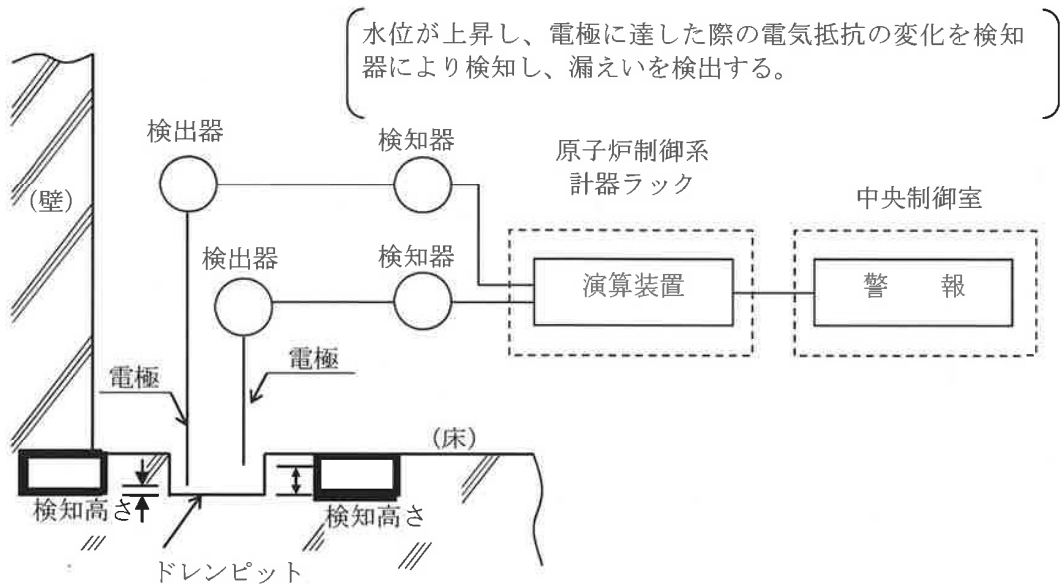 水位が上昇し、電極に達した際の電気抵抗の変化を検知
器により検知し、漏えいを検出する。
検出器
検知器
原子炉制御系
計器ラック
中央制御室
(壁)
検出器
検知器
演算装置
警　報
電極
電極
(床)
検知高さ
検知高さ
ドレンピット